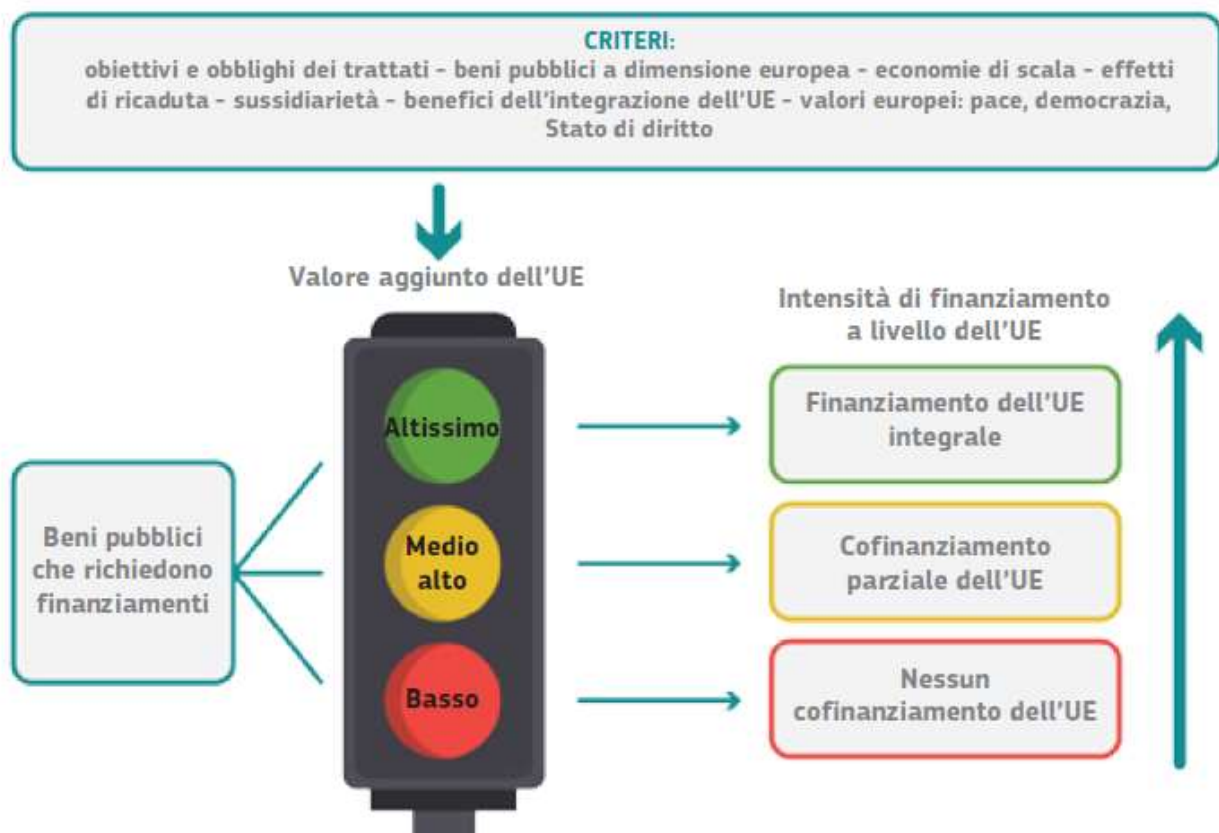 CRITERI:
obiettivi e obblighi dei trattati - beni pubblici a dimensione europea - economie di scala - effetti
di ricaduta - sussidiarietà - benefici dell'integrazione dell'UE - valori europei: pace, democrazia,
Stato di diritto
Valore aggiunto dell'UE
Intensità di finanziamento
a livello dell'UE
Beni pubblici
che richiedono
finanziamenti
Altissimo
Finanziamento dell'UE
integrale
Medio
alto
Cofinanziamento
parziale dell'UE
Basso
Nessun
cofinanziamento dell'UE